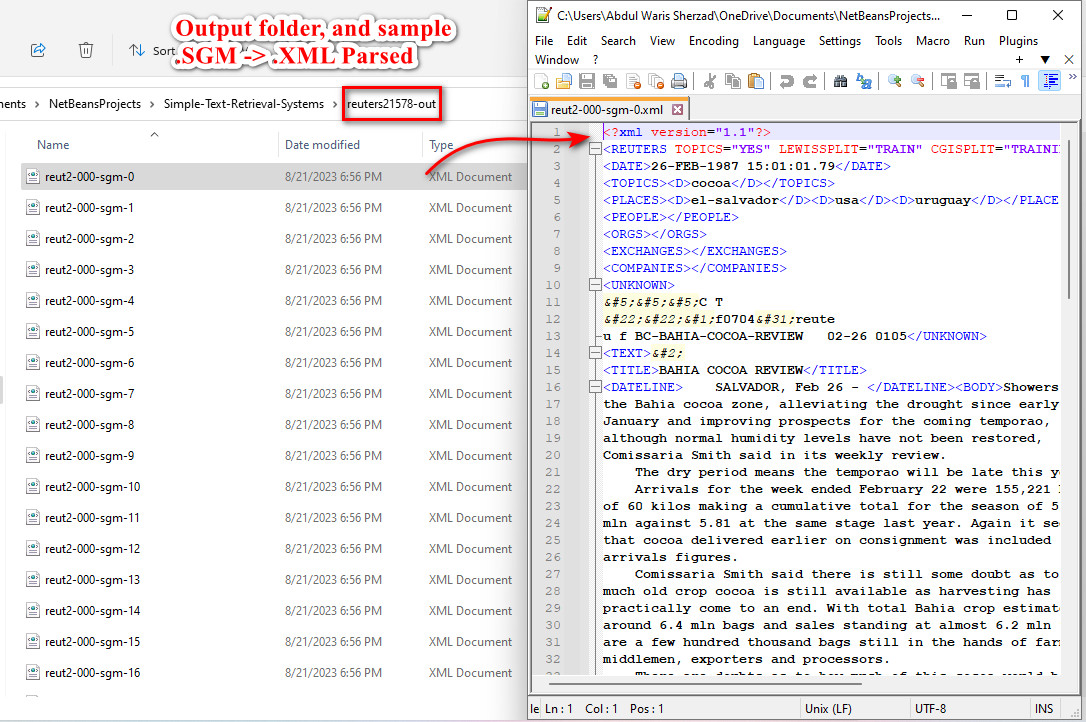 Output folder, and sample
.SGM -> .XML Parsed
Sort
ents > NetBeansProjects > Simple-Text-Retrieval-Systems > reuters21578-out
Name Date modified Type
reut2-000-sgm-0 8/21/2023 6:56 PM XML Document
reut2-000-sgm-1 8/21/2023 6:56 PM XML Document
reut2-000-sgm-2 8/21/2023 6:56 PM XML Document
reut2-000-sgm-3 8/21/2023 6:56 PM XML Document
reut2-000-sgm-4 8/21/2023 6:56 PM XML Document
reut2-000-sgm-5 8/21/2023 6:56 PM XML Document
reut2-000-sgm-6 8/21/2023 6:56 PM XML Document
reut2-000-sgm-7 8/21/2023 6:56 PM XML Document
reut2-000-sgm-8 8/21/2023 6:56 PM XML Document
reut2-000-sgm-9 8/21/2023 6:56 PM XML Document
reut2-000-sgm-10 8/21/2023 6:56 PM XML Document
reut2-000-sgm-11 8/21/2023 6:56 PM XML Document
reut2-000-sgm-12 8/21/2023 6:56 PM XML Document
reut2-000-sgm-13 8/21/2023 6:56 PM XML Document
reut2-000-sgm-14 8/21/2023 6:56 PM XML Document
reut2-000-sgm-15 8/21/2023 6:56 PM XML Document
reut2-000-sgm-16 8/21/2023 6:56 PM XML Document
C:\Users\Abdul Waris Sherzad\OneDrive\Documents\NetBeansProjects...
File Edit Search View Encoding Language Settings Tools Macro Run Plugins
Window ?
reut2-000-sgm-0.xml
1 <?xml version="1.1"?>
2 <REUTERS TOPICS="YES" LEWISSPLIT="TRAIN" CGISPLIT="TRAINI
3 <DATE>26-FEB-1987 15:01:01.79</DATE>
4 <TOPICS><D>cocoa</D></TOPICS>
5 <PLACES><D>el-salvador</D><D>usa</D><D>uruguay</D></PLACE
6 <PEOPLE></PEOPLE>
7 <ORGS></ORGS>
8 <EXCHANGES></EXCHANGES>
9 <COMPANIES></COMPANIES>
10 <UNKNOWN>
11 &#5;&#5;&#5;C T
12 &#22;&#22;&#1;f0704&#31;reute
13 u f BC-BAHIA-COCOA-REVIEW   02-26 0105</UNKNOWN>
14 <TEXT>&#2;
15 <TITLE>BAHIA COCOA REVIEW</TITLE>
16 <DATELINE>    SALVADOR, Feb 26 - </DATELINE><BODY>Showers
17 the Bahia cocoa zone, alleviating the drought since early
18 January and improving prospects for the coming temporao,
19 although normal humidity levels have not been restored,
20 Comissaria Smith said in its weekly review.
21 The dry period means the temporao will be late this y
22 Arrivals for the week ended February 22 were 155,221
23 of 60 kilos making a cumulative total for the season of 5
24 mln against 5.81 at the same stage last year. Again it se
25 that cocoa delivered earlier on consignment was included
26 arrivals figures.
27 Comissaria Smith said there is still some doubt as to
28 much old crop cocoa is still available as harvesting has
29 practically come to an end. With total Bahia crop estimat
30 around 6.4 mln bags and sales standing at almost 6.2 mln
31 are a few hundred thousand bags still in the hands of far
32 middlemen, exporters and processors.
le Ln : 1 Col : 1 Pos : 1 Unix (LF) UTF-8 INS